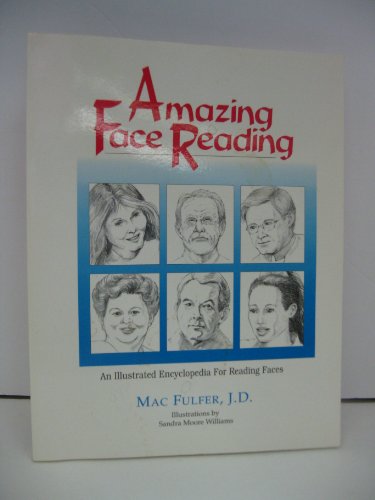 Amazing
Face Reading
An Illustrated Encyclopedia For Reading Faces
MAC FULFER, J.D.
Illustrations by
Sandra Moore Williams